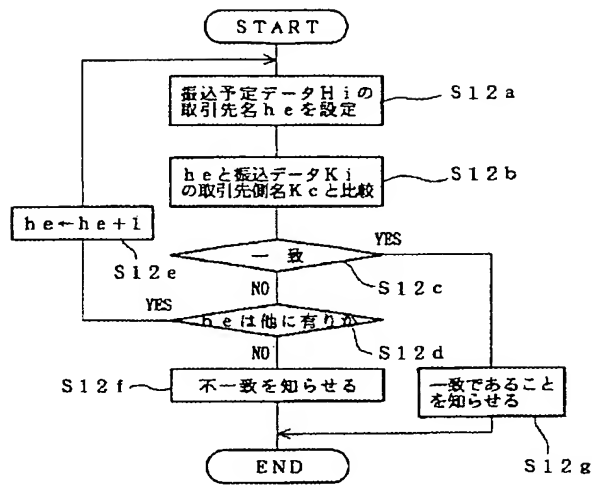 START
振込予定データHiの
取引先名heを設定
S12a
heと振込データKi
の取引先側名Kcと比較
S12b
he←he+1
S12e
一致
YES
S12c
NO
YES
heは他に有りか
S12d
NO
S12f
不一致を知らせる
一致であること
を知らせる
S12g
END